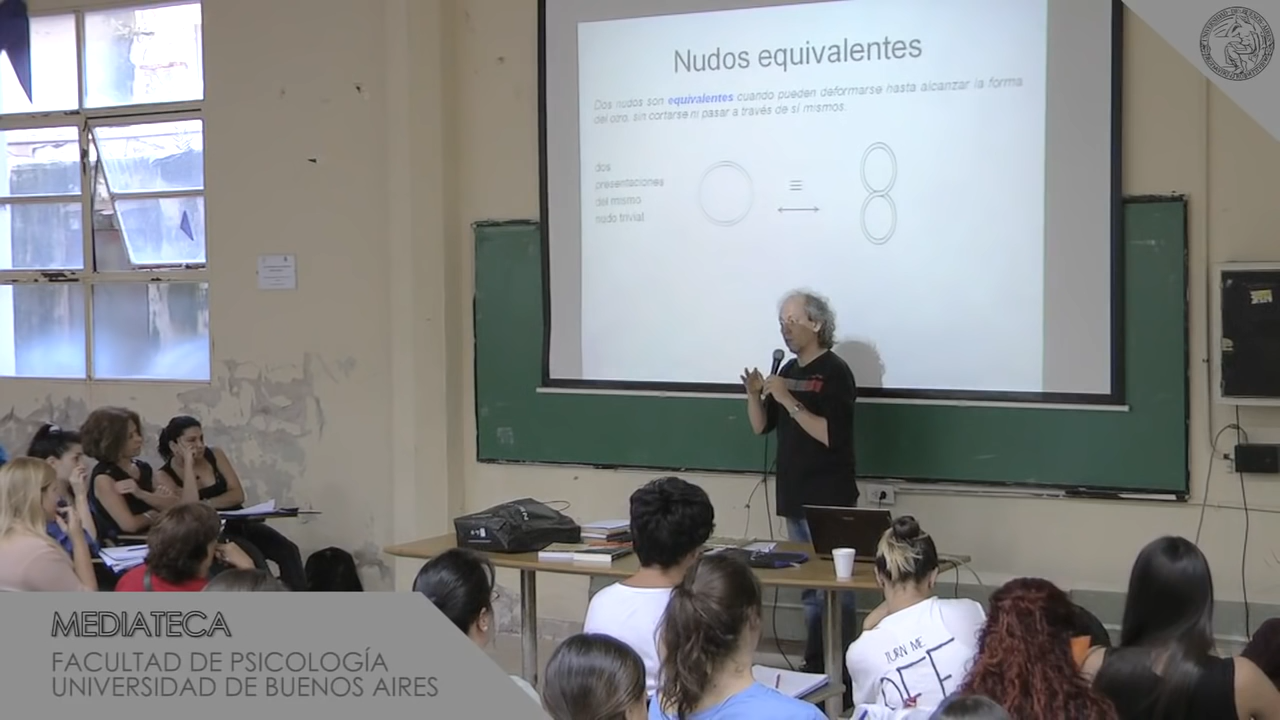 Nudos equivalentes
Dos nudos son equivalentes cuando pueden deformarse hasta alcanzar la forma
del otro, sin cortarse ni pasar a través de sí mismos.
dos
presentaciones
del mismo
nudo trivial
≡
TURN ME
OFF
MEDIATECA
FACULTAD DE PSICOLOGÍA
UNIVERSIDAD DE BUENOS AIRES